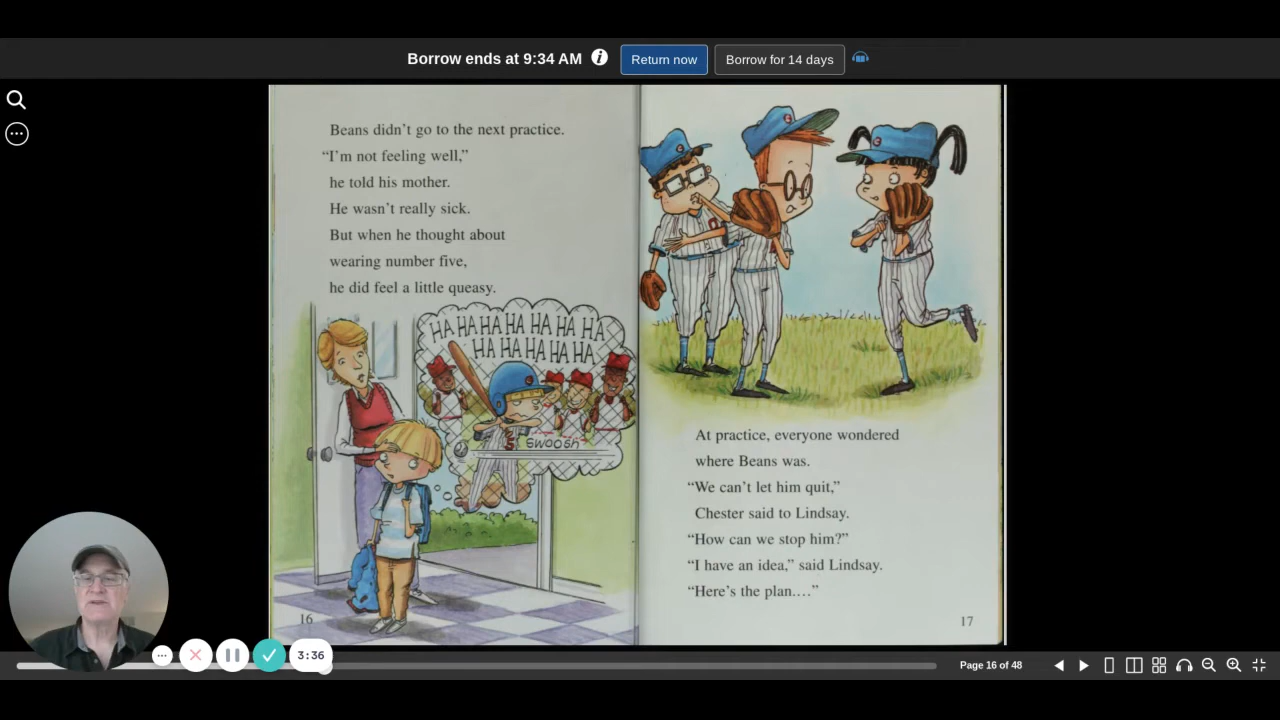 Borrow ends at 9:34 AM
Return now
Borrow for 14 days
Beans didn't go to the next practice.
"I'm not feeling well,"
he told his mother.
He wasn't really sick.
But when he thought about
wearing number five,
he did feel a little queasy.
HA HA HA HA HA HA HA
HA HA HA HA HA
SWOOSH
16
At practice, everyone wondered
where Beans was.
"We can't let him quit,"
Chester said to Lindsay.
"How can we stop him?"
"I have an idea," said Lindsay.
"Here's the plan...."
17
3:36
Page 16 of 48